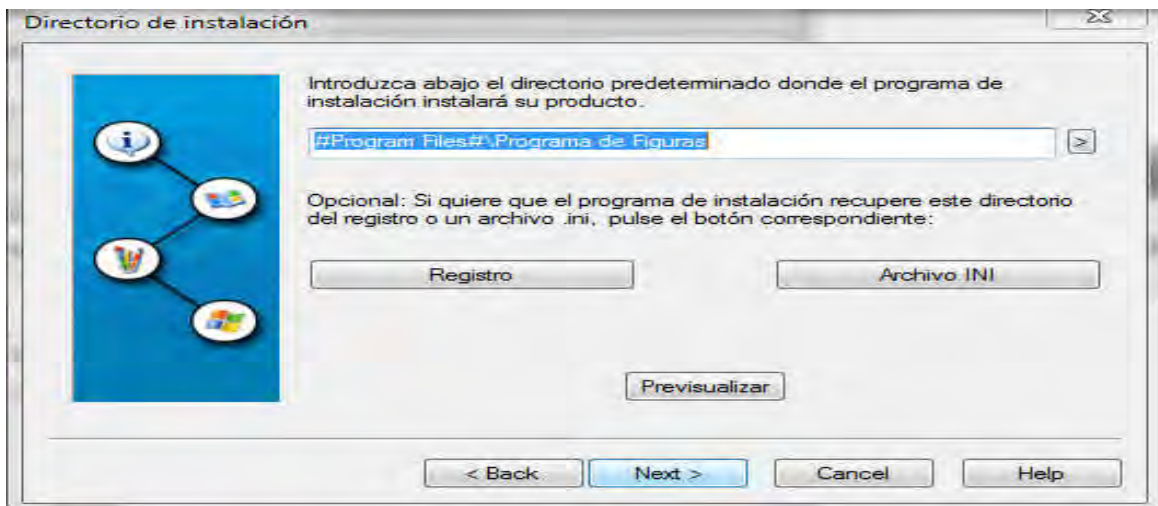 Directorio de instalación
Introduzca abajo el directorio predeterminado donde el programa de
instalación instalará su producto.
#Program Files#\Programa de Figuras
>
Opcional: Si quiere que el programa de instalación recupere este directorio
del registro o un archivo .ini, pulse el botón correspondiente:
Registro
Archivo INI
Previsualizar
< Back
Next >
Cancel
Help